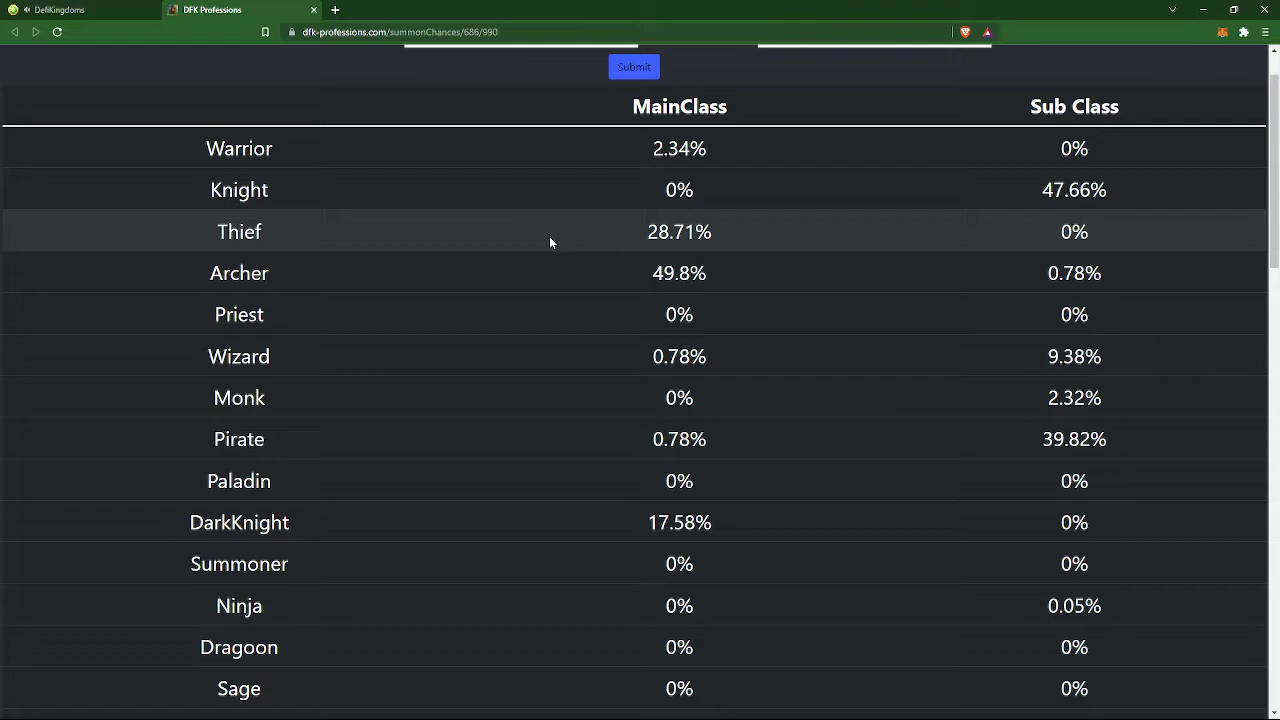 DefiKingdoms
DFK Professions
dfk-professions.com/summonChances/686/990
Submit
MainClass Sub Class
Warrior 2.34% 0%
Knight 0% 47.66%
Thief 28.71% 0%
Archer 49.8% 0.78%
Priest 0% 0%
Wizard 0.78% 9.38%
Monk 0% 2.32%
Pirate 0.78% 39.82%
Paladin 0% 0%
DarkKnight 17.58% 0%
Summoner 0% 0%
Ninja 0% 0.05%
Dragoon 0% 0%
Sage 0% 0%